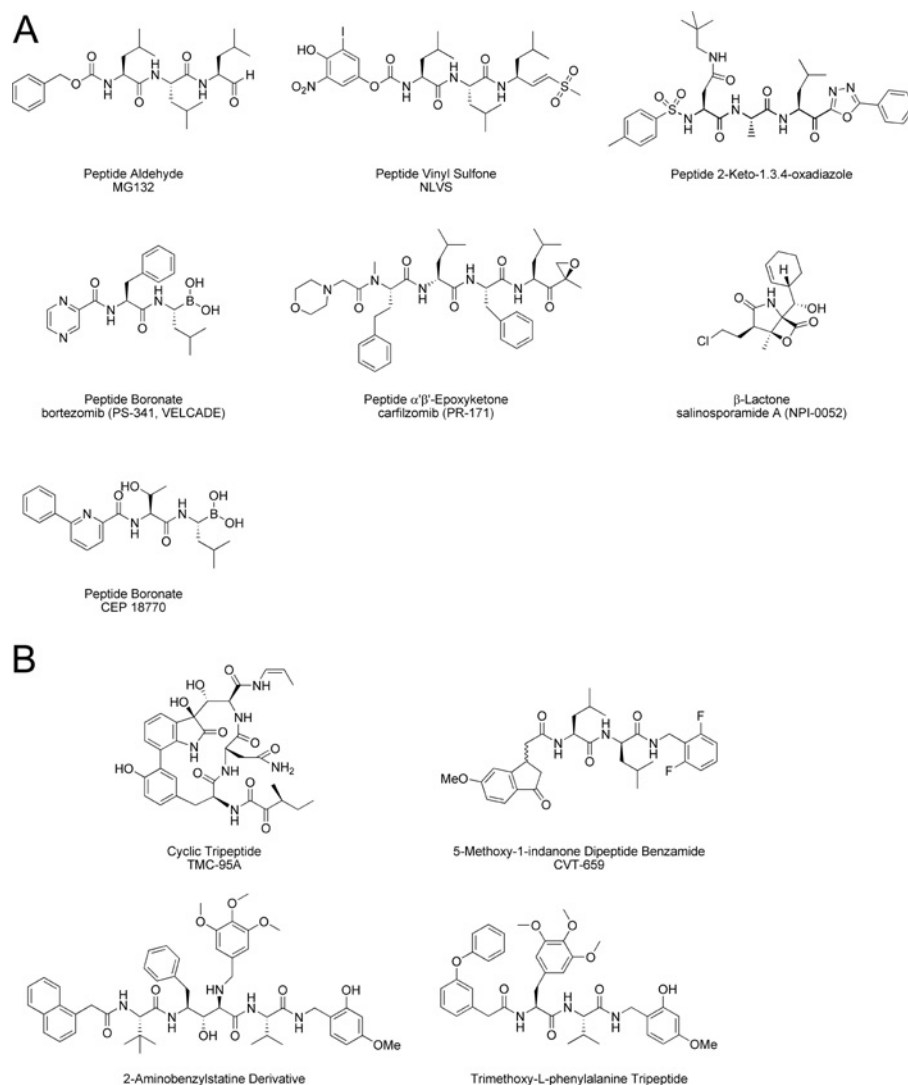 A
Peptide Aldehyde
MG132
Peptide Vinyl Sulfone
NLVS
Peptide 2-Keto-1.3.4-oxadiazole
Peptide Boronate
bortezomib (PS-341, VELCADE)
Peptide α'β'-Epoxyketone
carfilzomib (PR-171)
β-Lactone
salinosporamide A (NPI-0052)
Peptide Boronate
CEP 18770
B
Cyclic Tripeptide
TMC-95A
5-Methoxy-1-indanone Dipeptide Benzamide
CVT-659
2-Aminobenzylstatine Derivative
Trimethoxy-L-phenylalanine Tripeptide